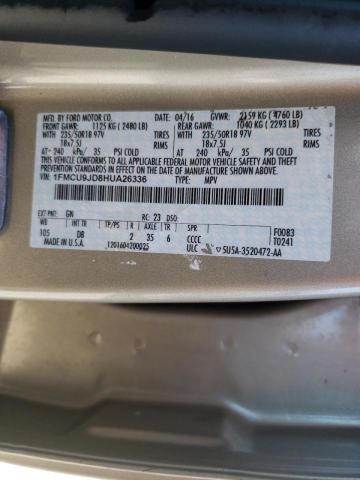 MFD. BY FORD MOTOR CO. DATE: 04/16 GVWR: 2159 KG (4760 LB)
FRONT GAWR: 1125 KG (2480 LB) REAR GAWR: 1040 KG (2293 LB)
WITH 235/50R18 97V TIRES WITH 235/50R18 97V TIRES
18x7.5J RIMS 18x7.5J RIMS
AT- 240 kPa/ 35 PSI COLD AT- 240 kPa/ 35 PSI COLD
THIS VEHICLE CONFORMS TO ALL APPLICABLE FEDERAL MOTOR VEHICLE SAFETY AND BUMPER
STANDARDS IN EFFECT ON THE DATE OF MANUFACTURE SHOWN ABOVE.
VIN: 1FMCU9JD8HUA26336 TYPE: MPV
EXT PNT: GN RC: 23 DSO:
WB R TP/PS AXLE TR SPR F0083
105 DB 2 35 6 CCCC T0241
MADE IN U.S.A. 1201604200025 ULC 5U5A-3520472-AA